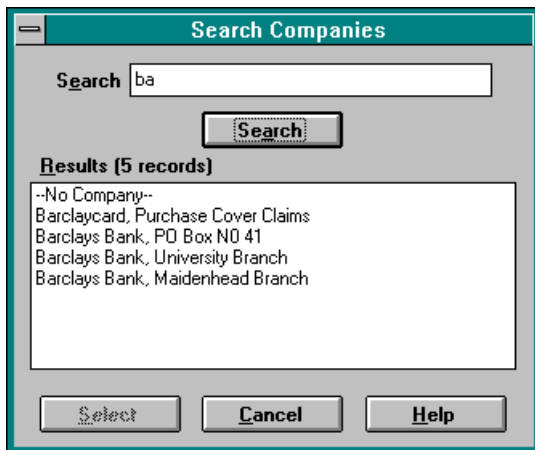 Search Companies
Search ba
Search
Results (5 records)
--No Company--
Barclaycard, Purchase Cover Claims
Barclays Bank, PO Box N0 41
Barclays Bank, University Branch
Barclays Bank, Maidenhead Branch
Select Cancel Help